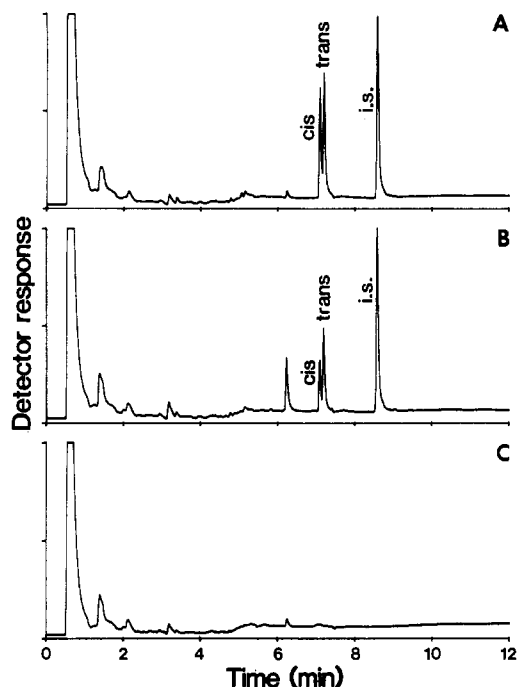 A
cis
trans
i.s.
B
cis
trans
i.s.
C
Detector response
0
2
4
6
8
10
12
Time (min)